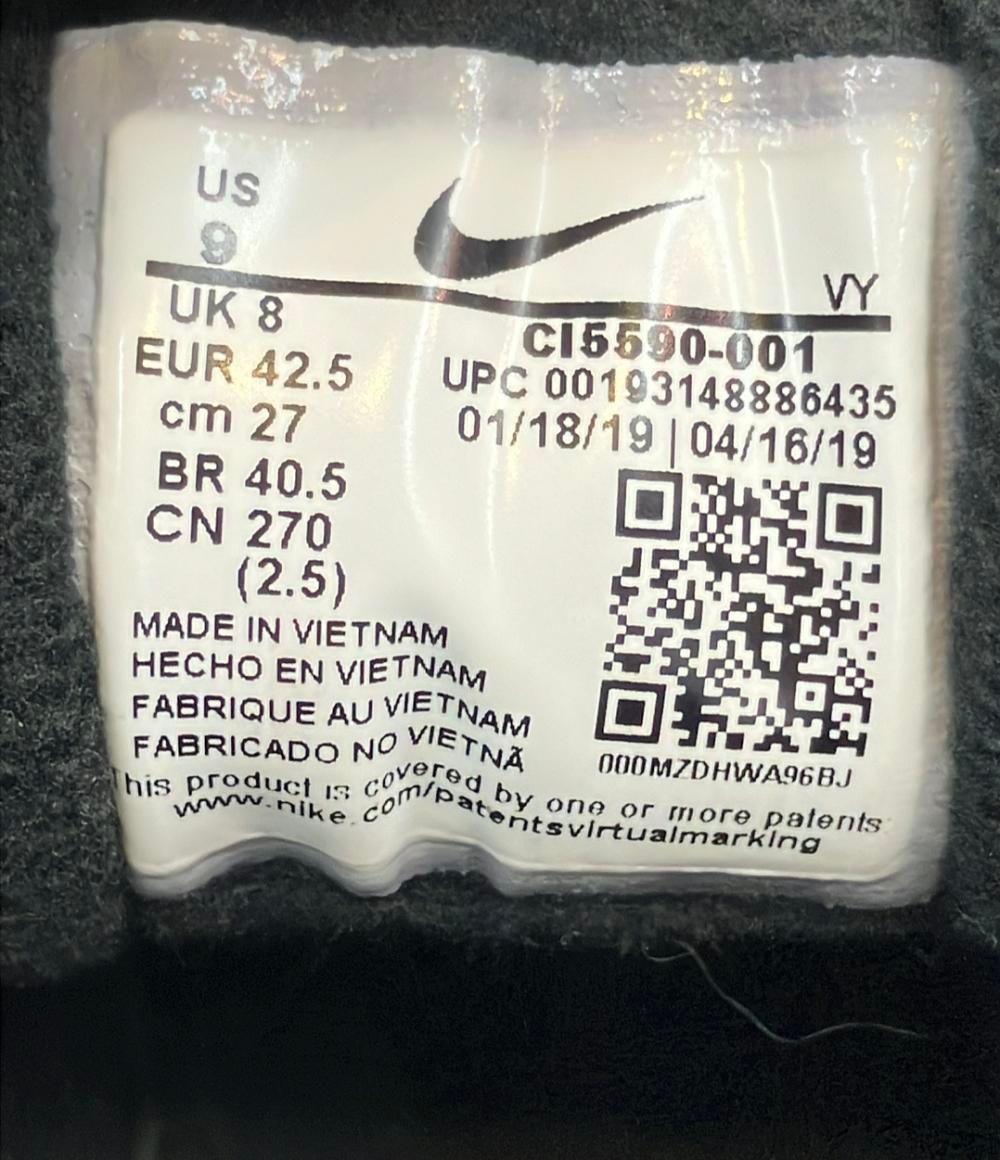 US
9
VY
UK 8
EUR 42.5
cm 27
BR 40.5
CN 270
(2.5)
CI5590-001
UPC 00193148886435
01/18/19 | 04/16/19
000MZDHWA96BJ
MADE IN VIETNAM
HECHO EN VIETNAM
FABRIQUE AU VIETNAM
FABRICADO NO VIETNÃ
This product is covered by one or more patents:
www.nike.com/patentsvirtualmarking